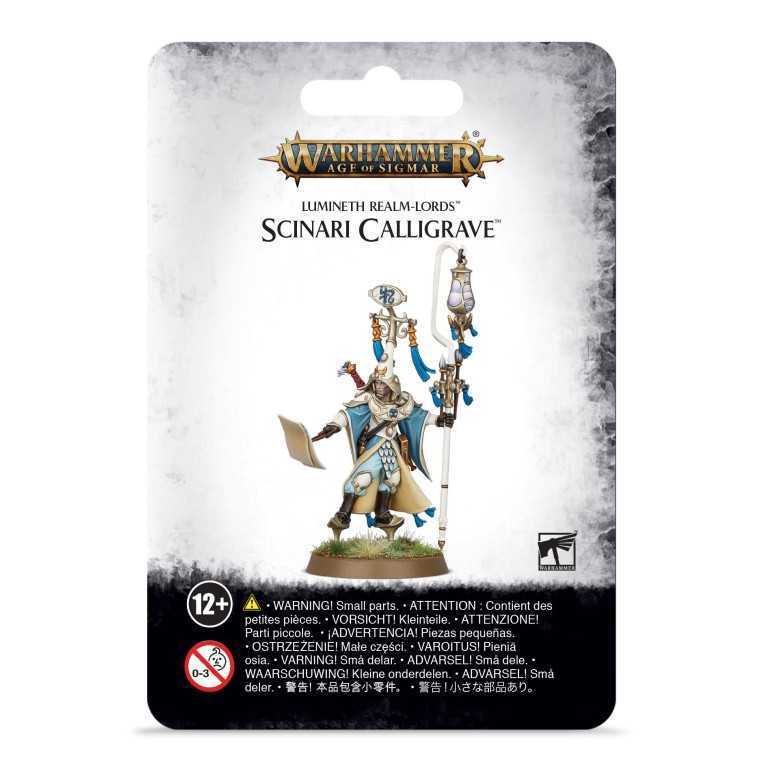 WARHAMMER®
AGE OF SIGMAR
LUMINETH REALM-LORDS™
SCINARI CALLIGRAVE™
WARHAMMER
12+
0-3
• WARNING! Small parts. • ATTENTION : Contient des
petites pièces. • VORSICHT! Kleinteile. • ATTENZIONE!
Parti piccole. • ¡ADVERTENCIA! Piezas pequeñas.
• OSTRZEŻENIE! Małe części. • VAROITUS! Pieniä
osia. • VARNING! Små delar. • ADVARSEL! Små dele. •
WAARSCHUWING! Kleine onderdelen. • ADVARSEL! Små
deler. • 警告! 本品包含小零件。 • 警告！小さな部品あり。